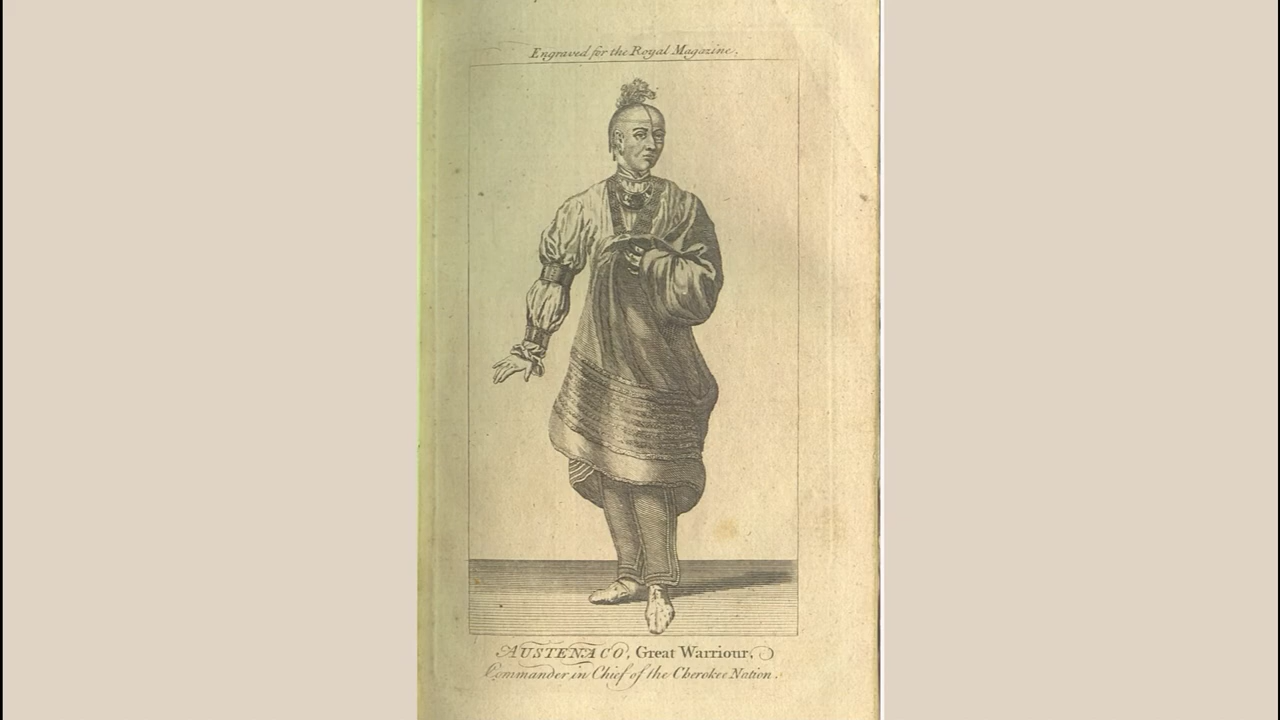 Engraved for the Royal Magazine.
AUSTENACO, Great Warriour,
Commander in Chief of the Cherokee Nation.